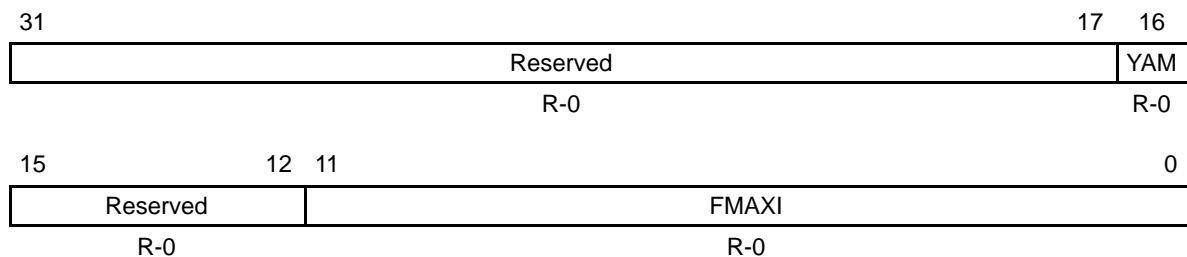 31 17 16
Reserved YAM
R-0 R-0
15 12 11 0
Reserved FMAXI
R-0 R-0